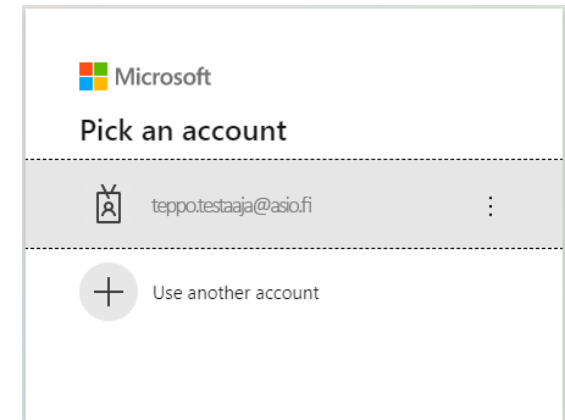 Microsoft
Pick an account
teppo.testaaja@asio.fi
Use another account